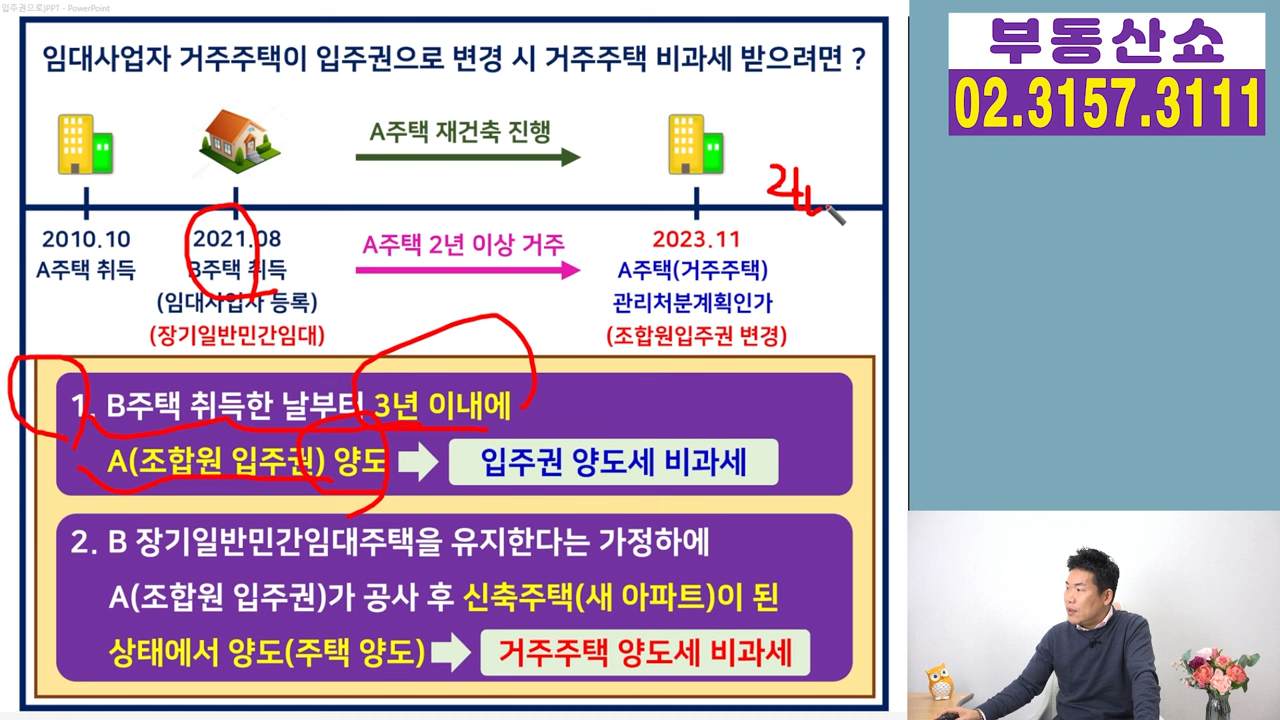 입주권으로)PPT - PowerPoint
임대사업자 거주주택이 입주권으로 변경 시 거주주택 비과세 받으려면 ?
A주택 재건축 진행
2010.10
A주택 취득
2021.08
B주택 취득
(임대사업자 등록)
(장기일반민간임대)
A주택 2년 이상 거주
2023.11
A주택(거주주택)
관리처분계획인가
(조합원입주권 변경)
1. B주택 취득한 날부터 3년 이내에
A(조합원 입주권) 양도
입주권 양도세 비과세
2. B 장기일반민간임대주택을 유지한다는 가정하에
A(조합원 입주권)가 공사 후 신축주택(새 아파트)이 된
상태에서 양도(주택 양도)
거주주택 양도세 비과세
부동산쇼
02.3157.3111